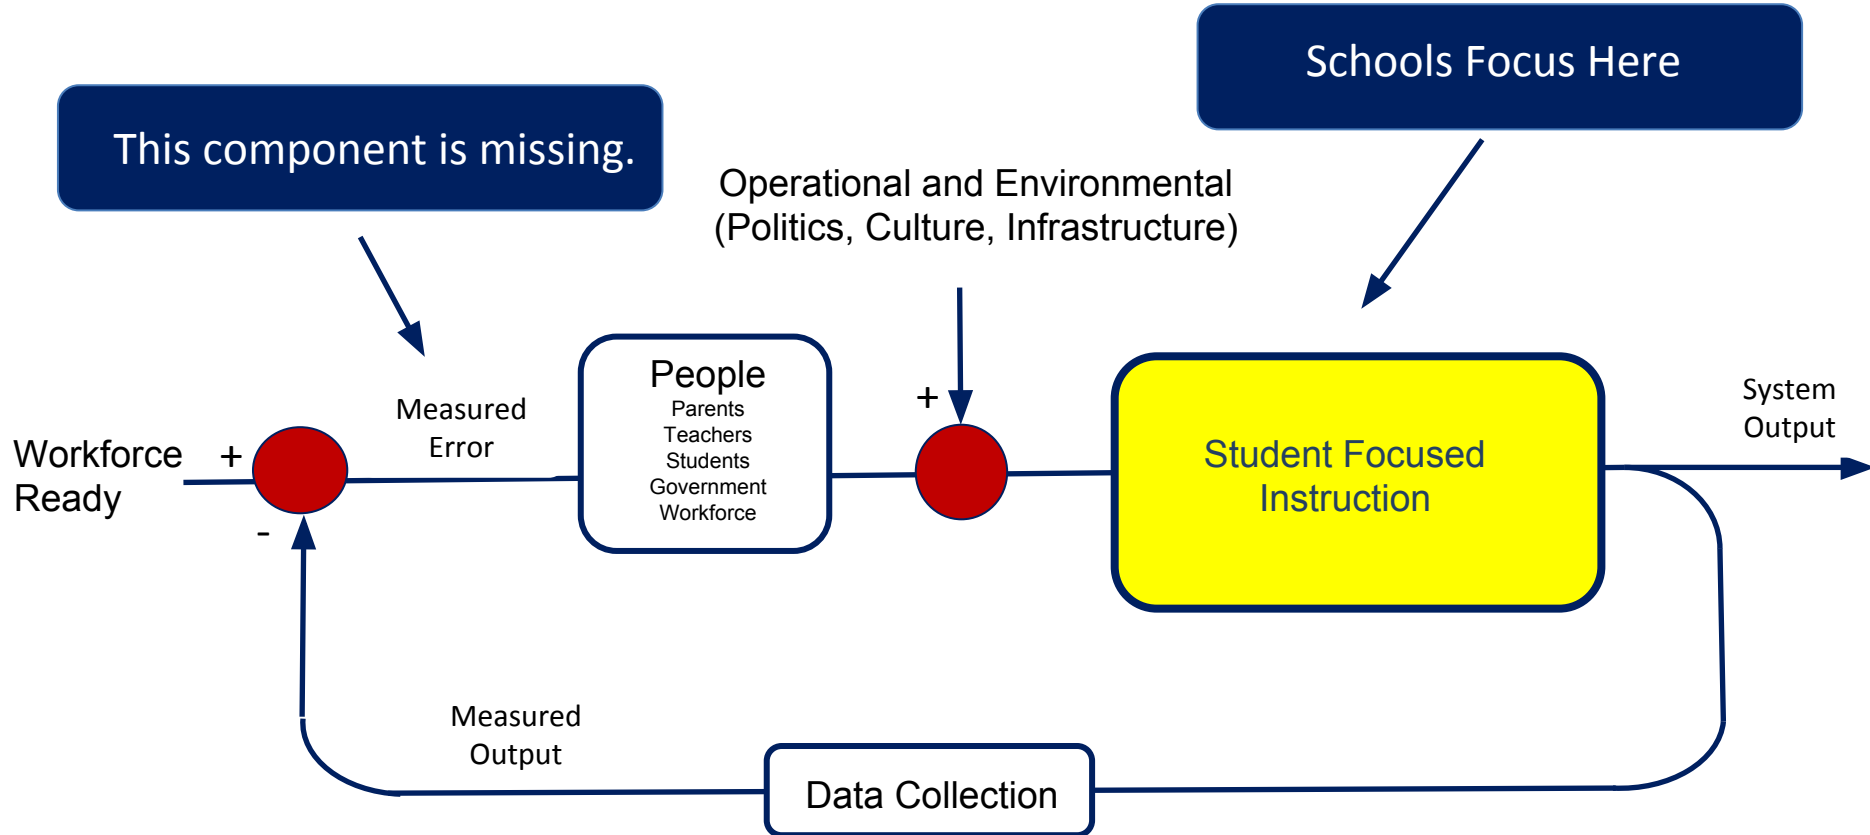 Schools Focus Here
This component is missing.
Operational and Environmental
(Politics, Culture, Infrastructure)
People
Parents
Teachers
Students
Government
Workforce
Measured
Error
+
System
Output
Workforce
Ready
+
-
Student Focused
Instruction
Measured
Output
Data Collection